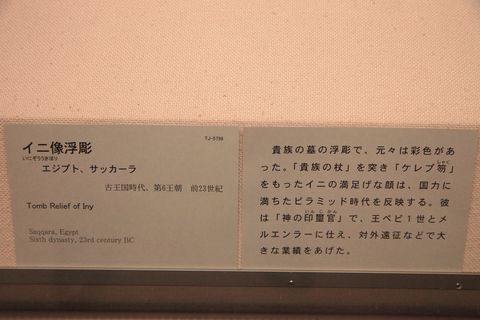 TJ-5799
イニ像浮彫
いにぞううきぼり
エジプト、サッカーラ
古王国時代、第6王朝　前23世紀
Tomb Relief of Iny
Saqqara, Egypt
Sixth dynasty, 23rd century BC
貴族の墓の浮彫で、元々は彩色があ
った。「貴族の杖」を突き「ケレプ笏
しゃく
をもったイニの満足げな顔は、国力に
満ちたピラミッド時代を反映する。彼
は「神の印璽官」で、王ペピ1世とメ
いんじかん
ルエンラーに仕え、対外遠征などで大
きな業績をあげた。